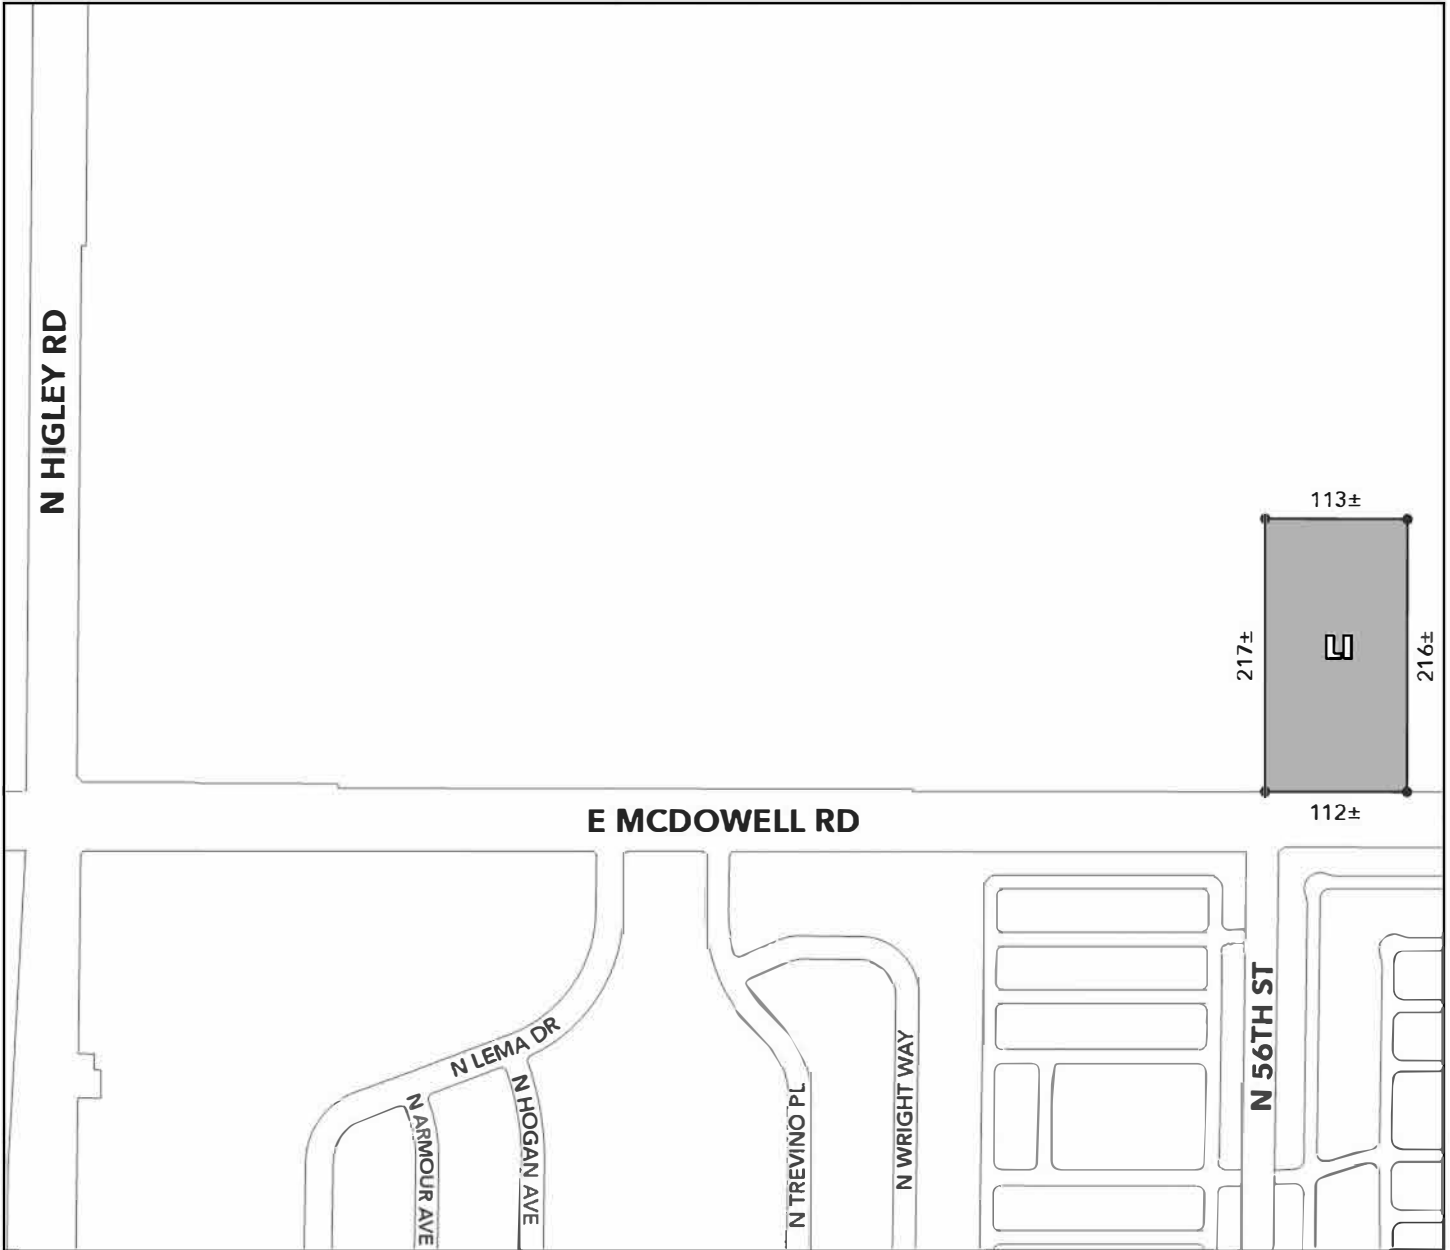 N HIGLEY RD
113±
217±
LI
216±
112±
E MCDOWELL RD
N LEMA DR
N ARMOUR AVE
N HOGAN AVE
N TREVINO PL
N WRIGHT WAY
N 56TH ST